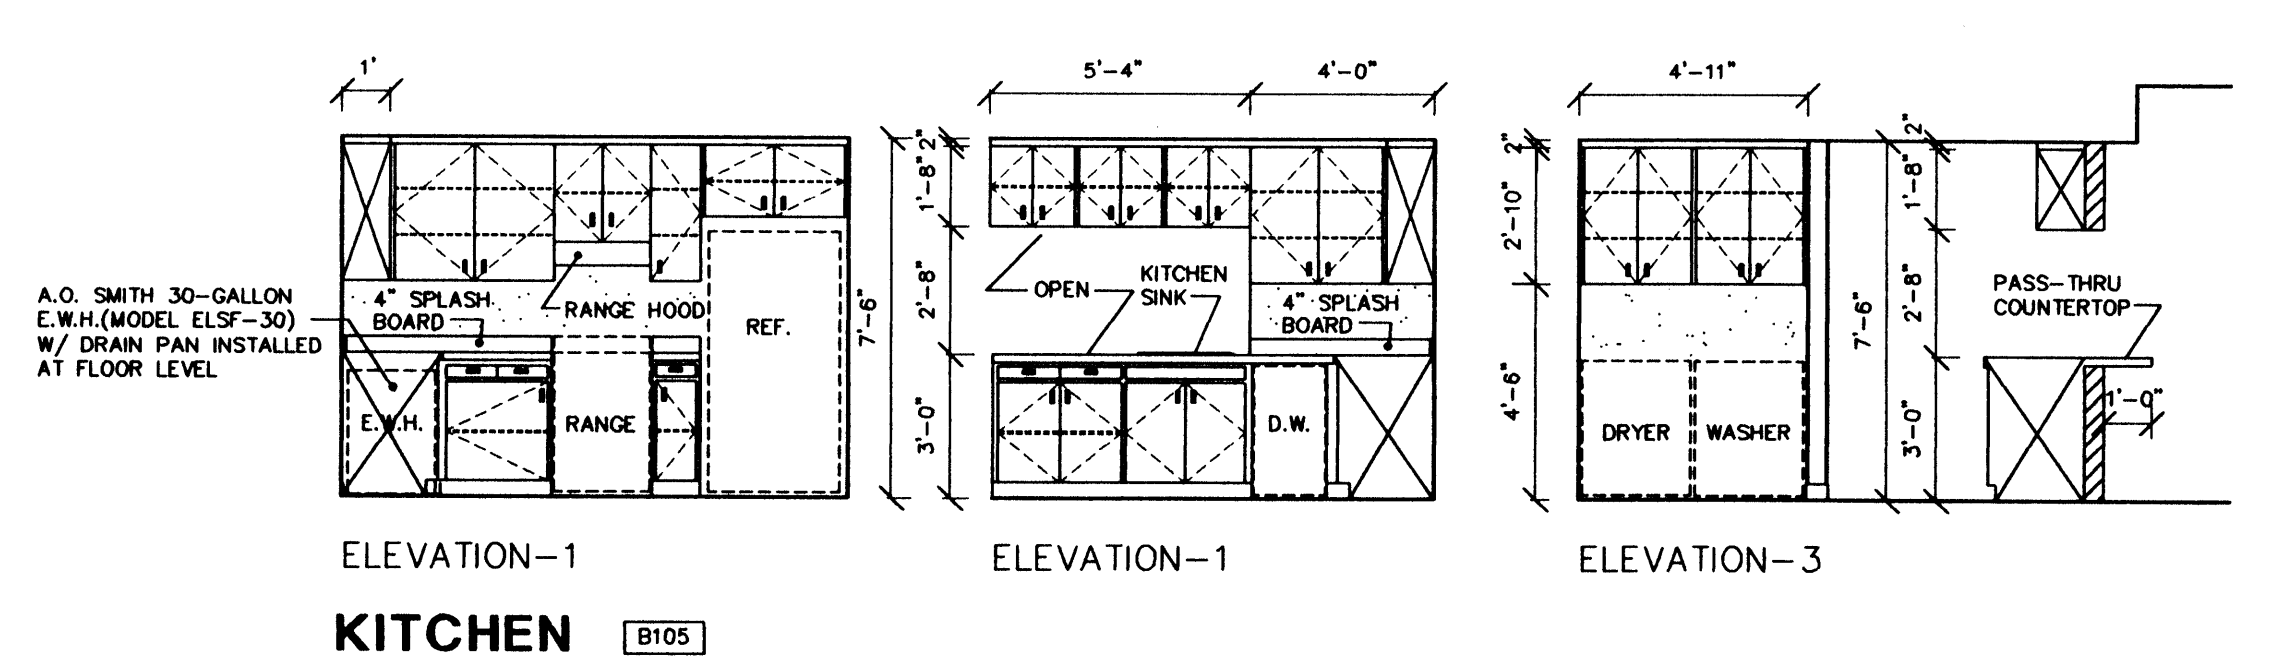 1'
5'-4"
4'-0"
4'-11"
2"
1'-8"
2'-8"
3'-0"
7'-6"
2"
2'-10"
4'-6"
7'-6"
2"
1'-8"
2'-8"
3'-0"
1'-0"
A.O. SMITH 30-GALLON
E.W.H.(MODEL ELSF-30)
W/ DRAIN PAN INSTALLED
AT FLOOR LEVEL
4" SPLASH
BOARD
RANGE HOOD
REF.
E.W.H.
RANGE
OPEN
KITCHEN
SINK
4" SPLASH
BOARD
D.W.
DRYER
WASHER
PASS-THRU
COUNTERTOP
ELEVATION-1
ELEVATION-1
ELEVATION-3
KITCHEN
B105